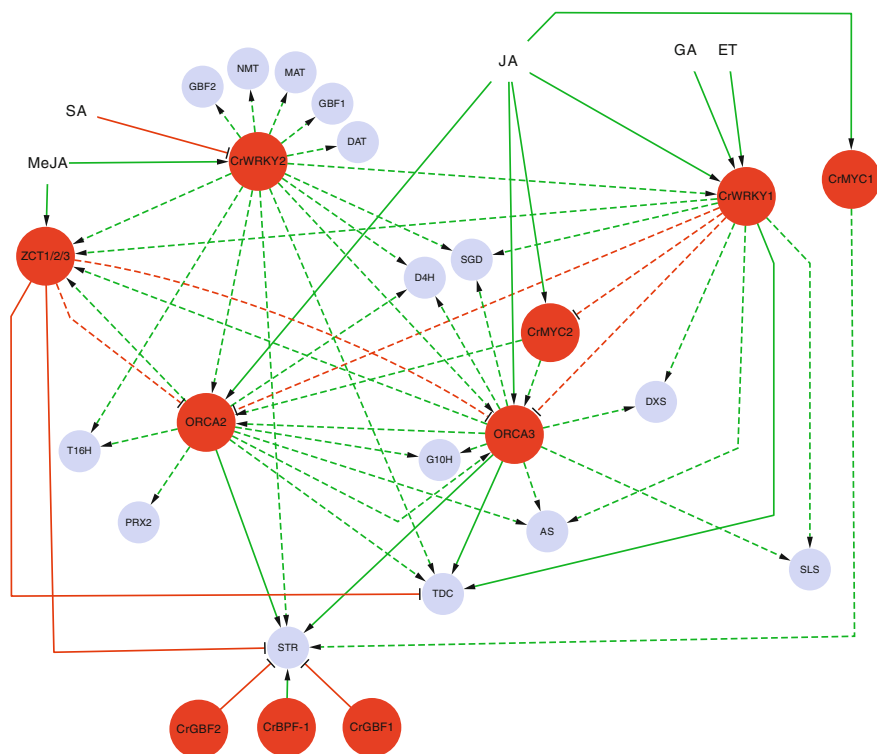 JA
GA
ET
NMT
MAT
GBF2
GBF1
SA
DAT
CrWRKY2
MeJA
CrMYC1
CrWRKY1
ZCT1/2/3
SGD
D4H
CrMYC2
DXS
ORCA2
ORCA3
T16H
G10H
PRX2
AS
SLS
TDC
STR
CrGBF2
CrBPF-1
CrGBF1